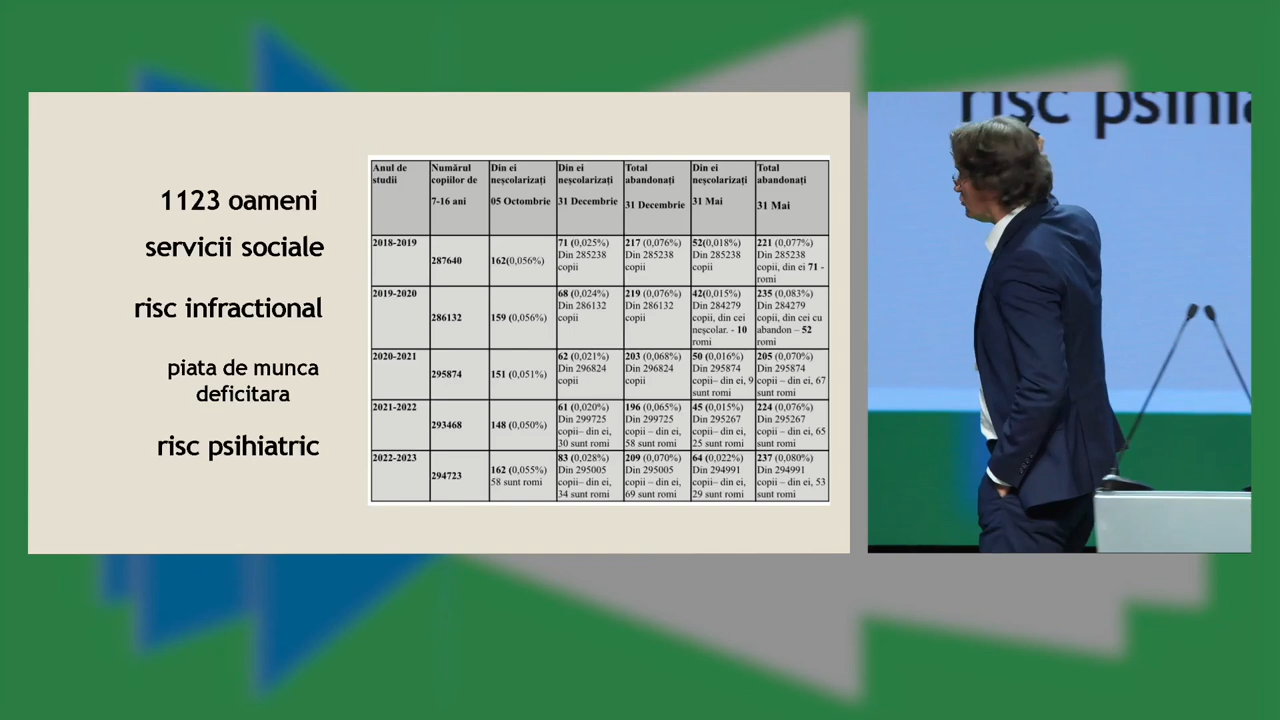 1123 oameni
servicii sociale
risc infractional
piata de munca
deficitara
risc psihiatric
Anul de studii | Numărul copiilor de 7-16 ani | Din ei neșcolarizați 05 Octombrie | Din ei neșcolarizați 31 Decembrie | Total abandonați 31 Decembrie | Din ei neșcolarizați 31 Mai | Total abandonați 31 Mai
2018-2019 | 287640 | 162(0,056%) | 71 (0,025%) Din 285238 copii | 217 (0,076%) Din 285238 copii | 52(0,018%) Din 285238 copii | 221 (0,077%) Din 285238 copii, din ei 71 - romi
2019-2020 | 286132 | 159 (0,056%) | 68 (0,024%) Din 286132 copii | 219 (0,076%) Din 286132 copii | 42(0,015%) Din 284279 copii, din cei neșcolar. - 10 romi | 235 (0,083%) Din 284279 copii, din cei cu abandon – 52 romi
2020-2021 | 295874 | 151 (0,051%) | 62 (0,021%) Din 296824 copii | 203 (0,068%) Din 296824 copii | 50 (0,016%) Din 295874 copii– din ei, 9 sunt romi | 205 (0,070%) Din 295874 copii – din ei, 67 sunt romi
2021-2022 | 293468 | 148 (0,050%) | 61 (0,020%) Din 299725 copii– din ei, 30 sunt romi | 196 (0,065%) Din 299725 copii – din ei, 58 sunt romi | 45 (0,015%) Din 295267 copii– din ei, 25 sunt romi | 224 (0,076%) Din 295267 copii – din ei, 65 sunt romi
2022-2023 | 294723 | 162 (0,055%) 58 sunt romi | 83 (0,028%) Din 295005 copii– din ei, 34 sunt romi | 209 (0,070%) Din 295005 copii – din ei, 69 sunt romi | 64 (0,022%) Din 294991 copii– din ei, 29 sunt romi | 237 (0,080%) Din 294991 copii – din ei, 53 sunt romi
risc psihia